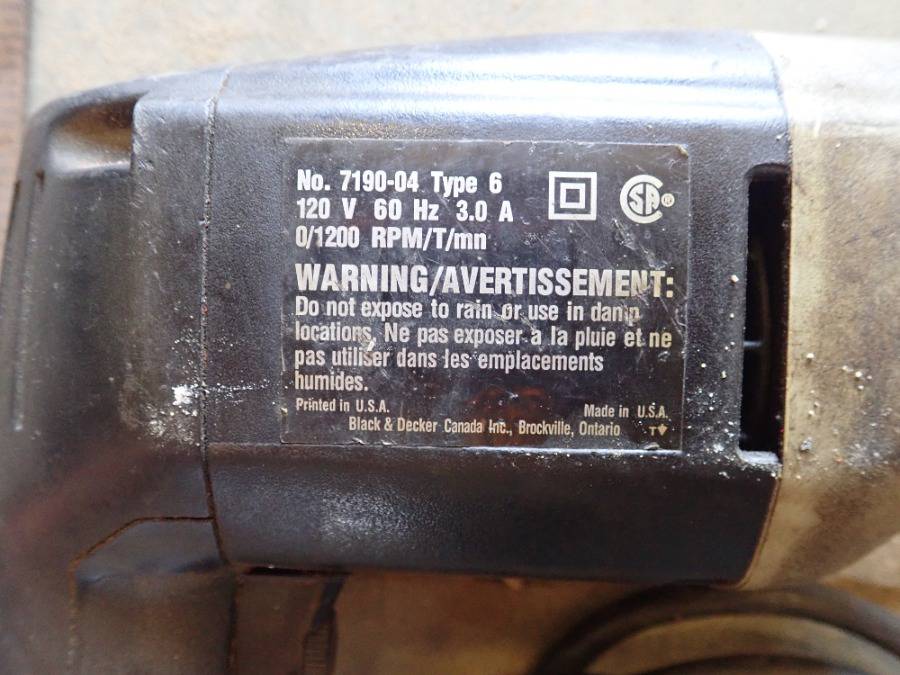 No. 7190-04 Type 6
120 V 60 Hz 3.0 A
0/1200 RPM/T/mn
SA®
WARNING/AVERTISSEMENT:
Do not expose to rain or use in damp
locations. Ne pas exposer a la pluie et ne
pas utiliser dans les emplacements
humides.
Printed in U.S.A.
Made in U.S.A.
Black & Decker Canada Inc., Brockville, Ontario
T